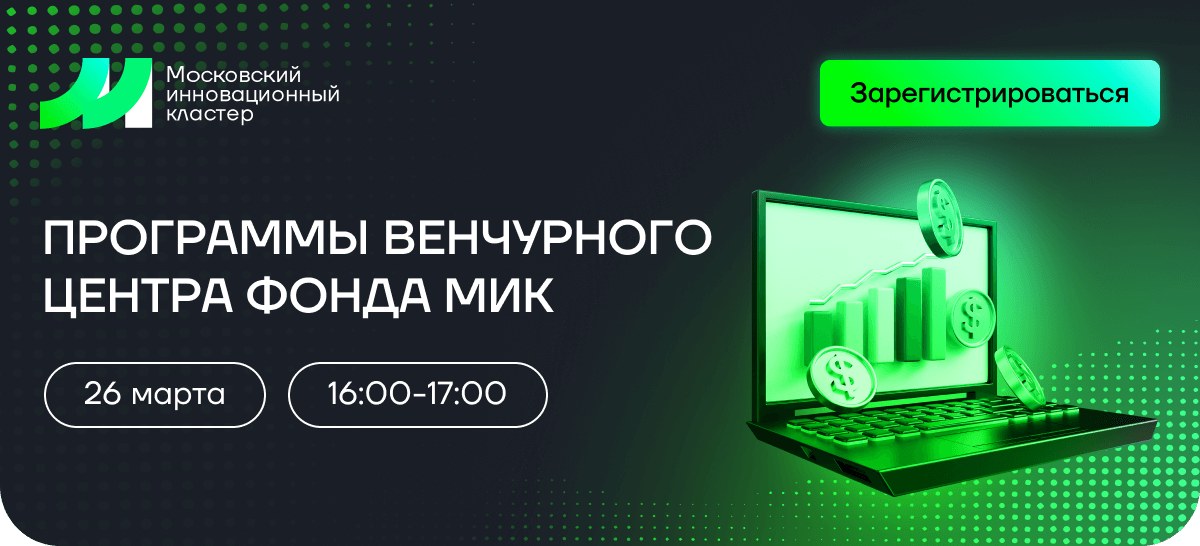 Московский
инновационный
кластер
Зарегистрироваться
ПРОГРАММЫ ВЕНЧУРНОГО
ЦЕНТРА ФОНДА МИК
26 марта
16:00-17:00